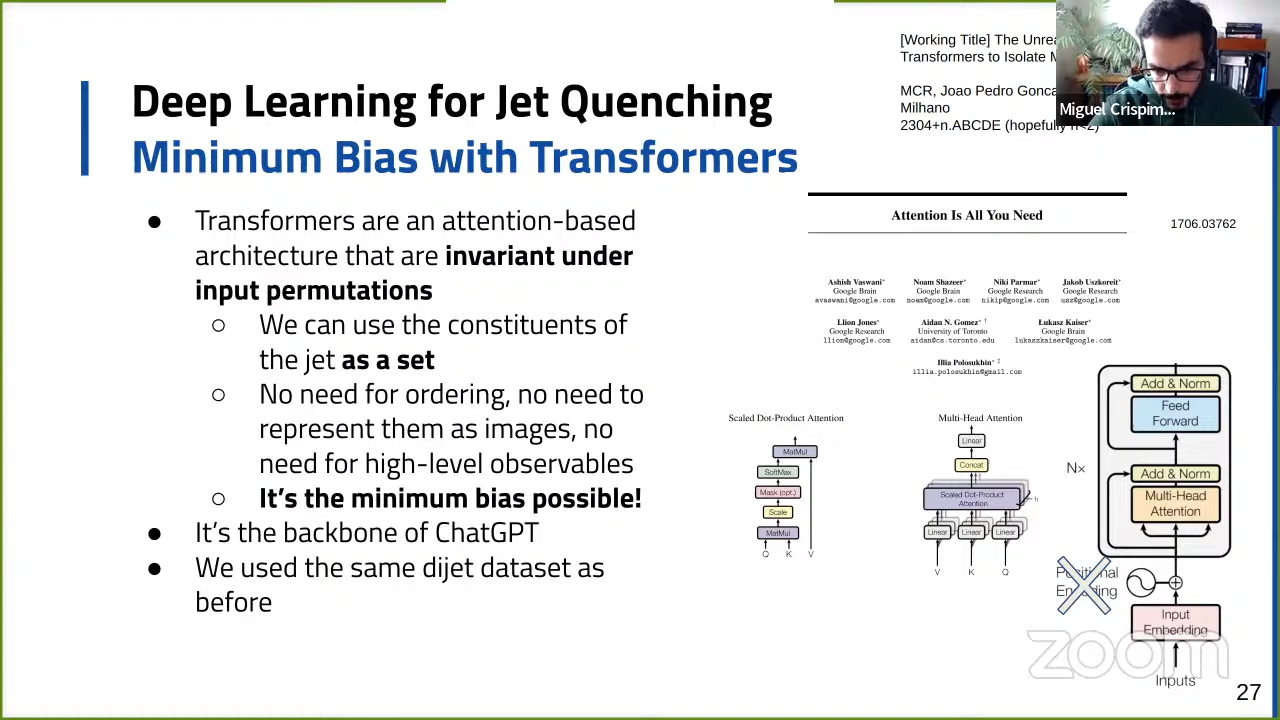 [Working Title] The Unrea
Transformers to Isolate M
MCR, Joao Pedro Gonca
Milhano
2304+n.ABCDE (hopefully n<2)
Miguel Crispim...
Deep Learning for Jet Quenching
Minimum Bias with Transformers
● Transformers are an attention-based
architecture that are invariant under
input permutations
○ We can use the constituents of
the jet as a set
○ No need for ordering, no need to
represent them as images, no
need for high-level observables
○ It’s the minimum bias possible!
● It’s the backbone of ChatGPT
● We used the same dijet dataset as
before
Attention Is All You Need
1706.03762
Ashish Vaswani* Noam Shazeer* Niki Parmar* Jakob Uszkoreit*
Google Brain Google Brain Google Research Google Research
avaswani@google.com noam@google.com nikip@google.com usz@google.com
Llion Jones* Aidan N. Gomez* † Łukasz Kaiser*
Google Research University of Toronto Google Brain
llion@google.com aidan@cs.toronto.edu lukaszkaiser@google.com
Illia Polosukhin* ‡
illia.polosukhin@gmail.com
Scaled Dot-Product Attention
MatMul
SoftMax
Mask (opt.)
Scale
MatMul
Q K V
Multi-Head Attention
Linear
Concat
Scaled Dot-Product
Attention
h
Linear Linear Linear
V K Q
Add & Norm
Feed
Forward
N×
Add & Norm
Multi-Head
Attention
Positional
Encoding
Input
Embedding
Inputs
zoom
27